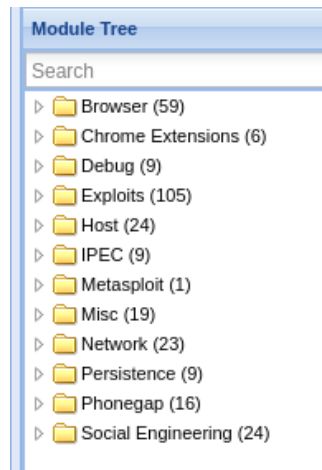 Module Tree
Search
Browser (59)
Chrome Extensions (6)
Debug (9)
Exploits (105)
Host (24)
IPEC (9)
Metasploit (1)
Misc (19)
Network (23)
Persistence (9)
Phonegap (16)
Social Engineering (24)